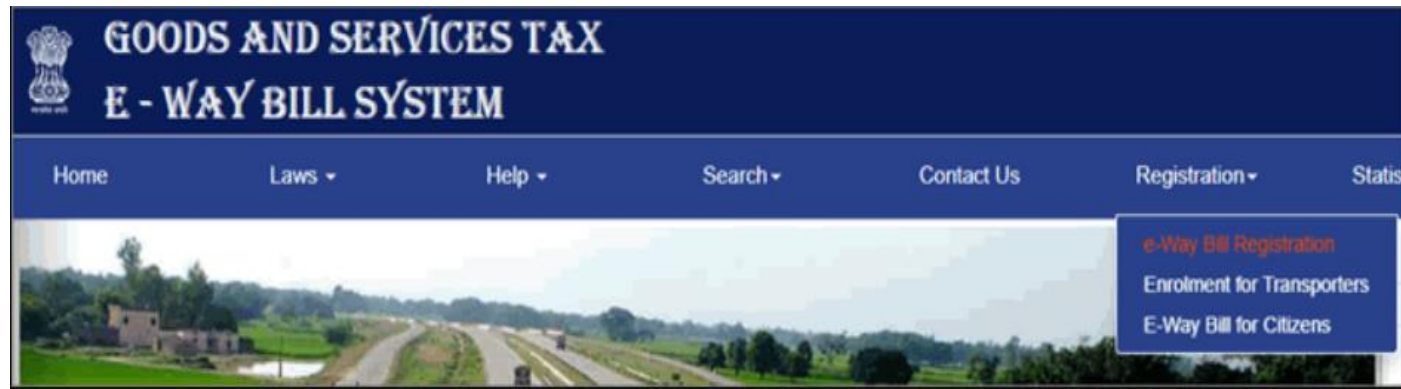 GOODS AND SERVICES TAX
E - WAY BILL SYSTEM
Home Laws Help Search Contact Us Registration Statis
e-Way Bill Registration
Enrolment for Transporters
E-Way Bill for Citizens